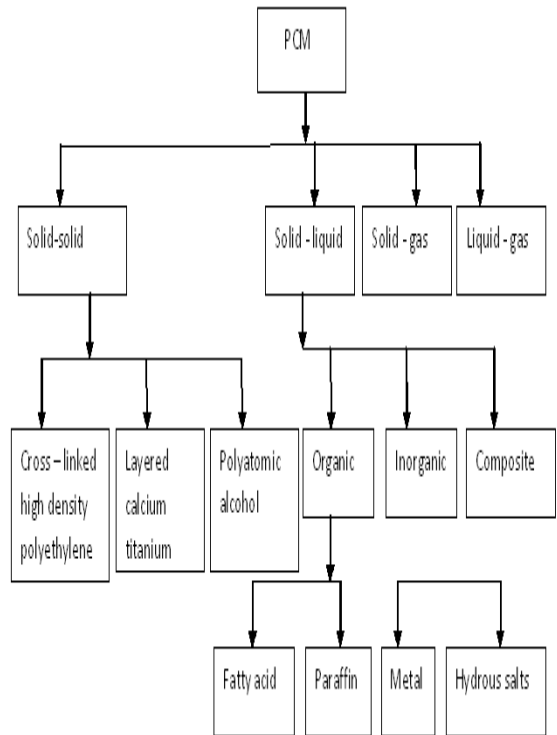 PCM
Solid-solid
Solid - liquid
Solid - gas
Liquid - gas
Cross – linked
high density
polyethylene
Layered
calcium
titanium
Polyatomic
alcohol
Organic
Inorganic
Composite
Fatty acid
Paraffin
Metal
Hydrous salts